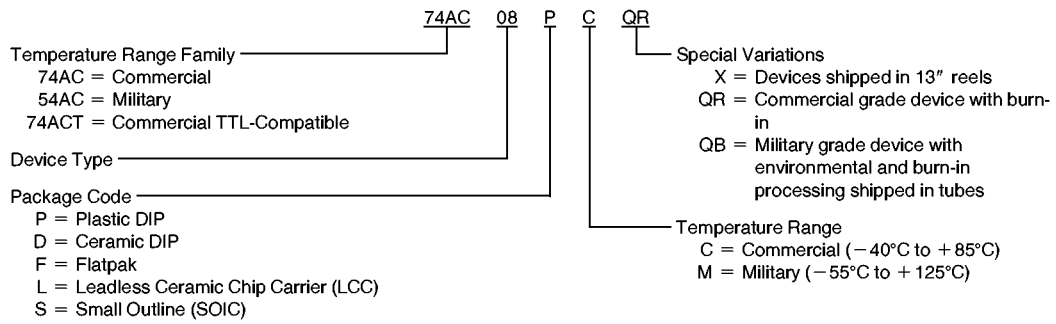 74AC 08 P C QR
Temperature Range Family
74AC = Commercial
54AC = Military
74ACT = Commercial TTL-Compatible
Device Type
Package Code
P = Plastic DIP
D = Ceramic DIP
F = Flatpak
L = Leadless Ceramic Chip Carrier (LCC)
S = Small Outline (SOIC)
Special Variations
X = Devices shipped in 13″ reels
QR = Commercial grade device with burn-
in
QB = Military grade device with
environmental and burn-in
processing shipped in tubes
Temperature Range
C = Commercial (−40°C to +85°C)
M = Military (−55°C to +125°C)